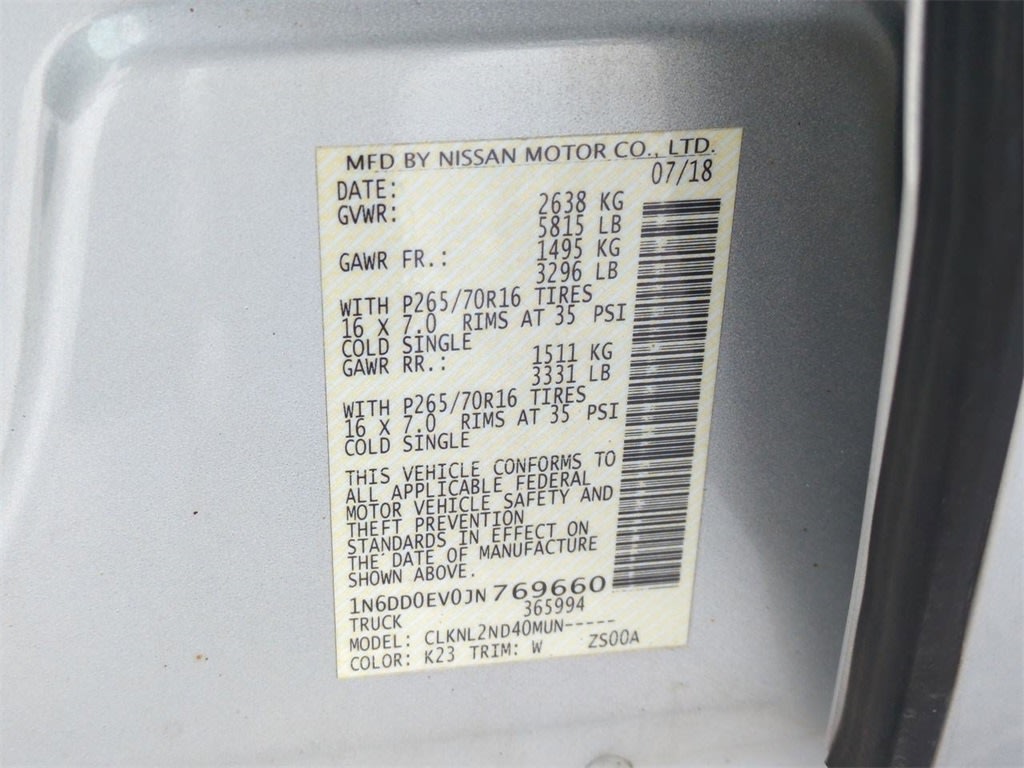 MFD BY NISSAN MOTOR CO., LTD.
DATE: 07/18
GVWR: 2638 KG
5815 LB
GAWR FR.: 1495 KG
3296 LB
WITH P265/70R16 TIRES
16 X 7.0 RIMS AT 35 PSI
COLD SINGLE
GAWR RR.: 1511 KG
3331 LB
WITH P265/70R16 TIRES
16 X 7.0 RIMS AT 35 PSI
COLD SINGLE
THIS VEHICLE CONFORMS TO
ALL APPLICABLE FEDERAL
MOTOR VEHICLE SAFETY AND
THEFT PREVENTION
STANDARDS IN EFFECT ON
THE DATE OF MANUFACTURE
SHOWN ABOVE.
1N6DD0EV0JN769660
TRUCK 365994
MODEL: CLKNL2ND40MUN-----
COLOR: K23 TRIM: W ZS00A